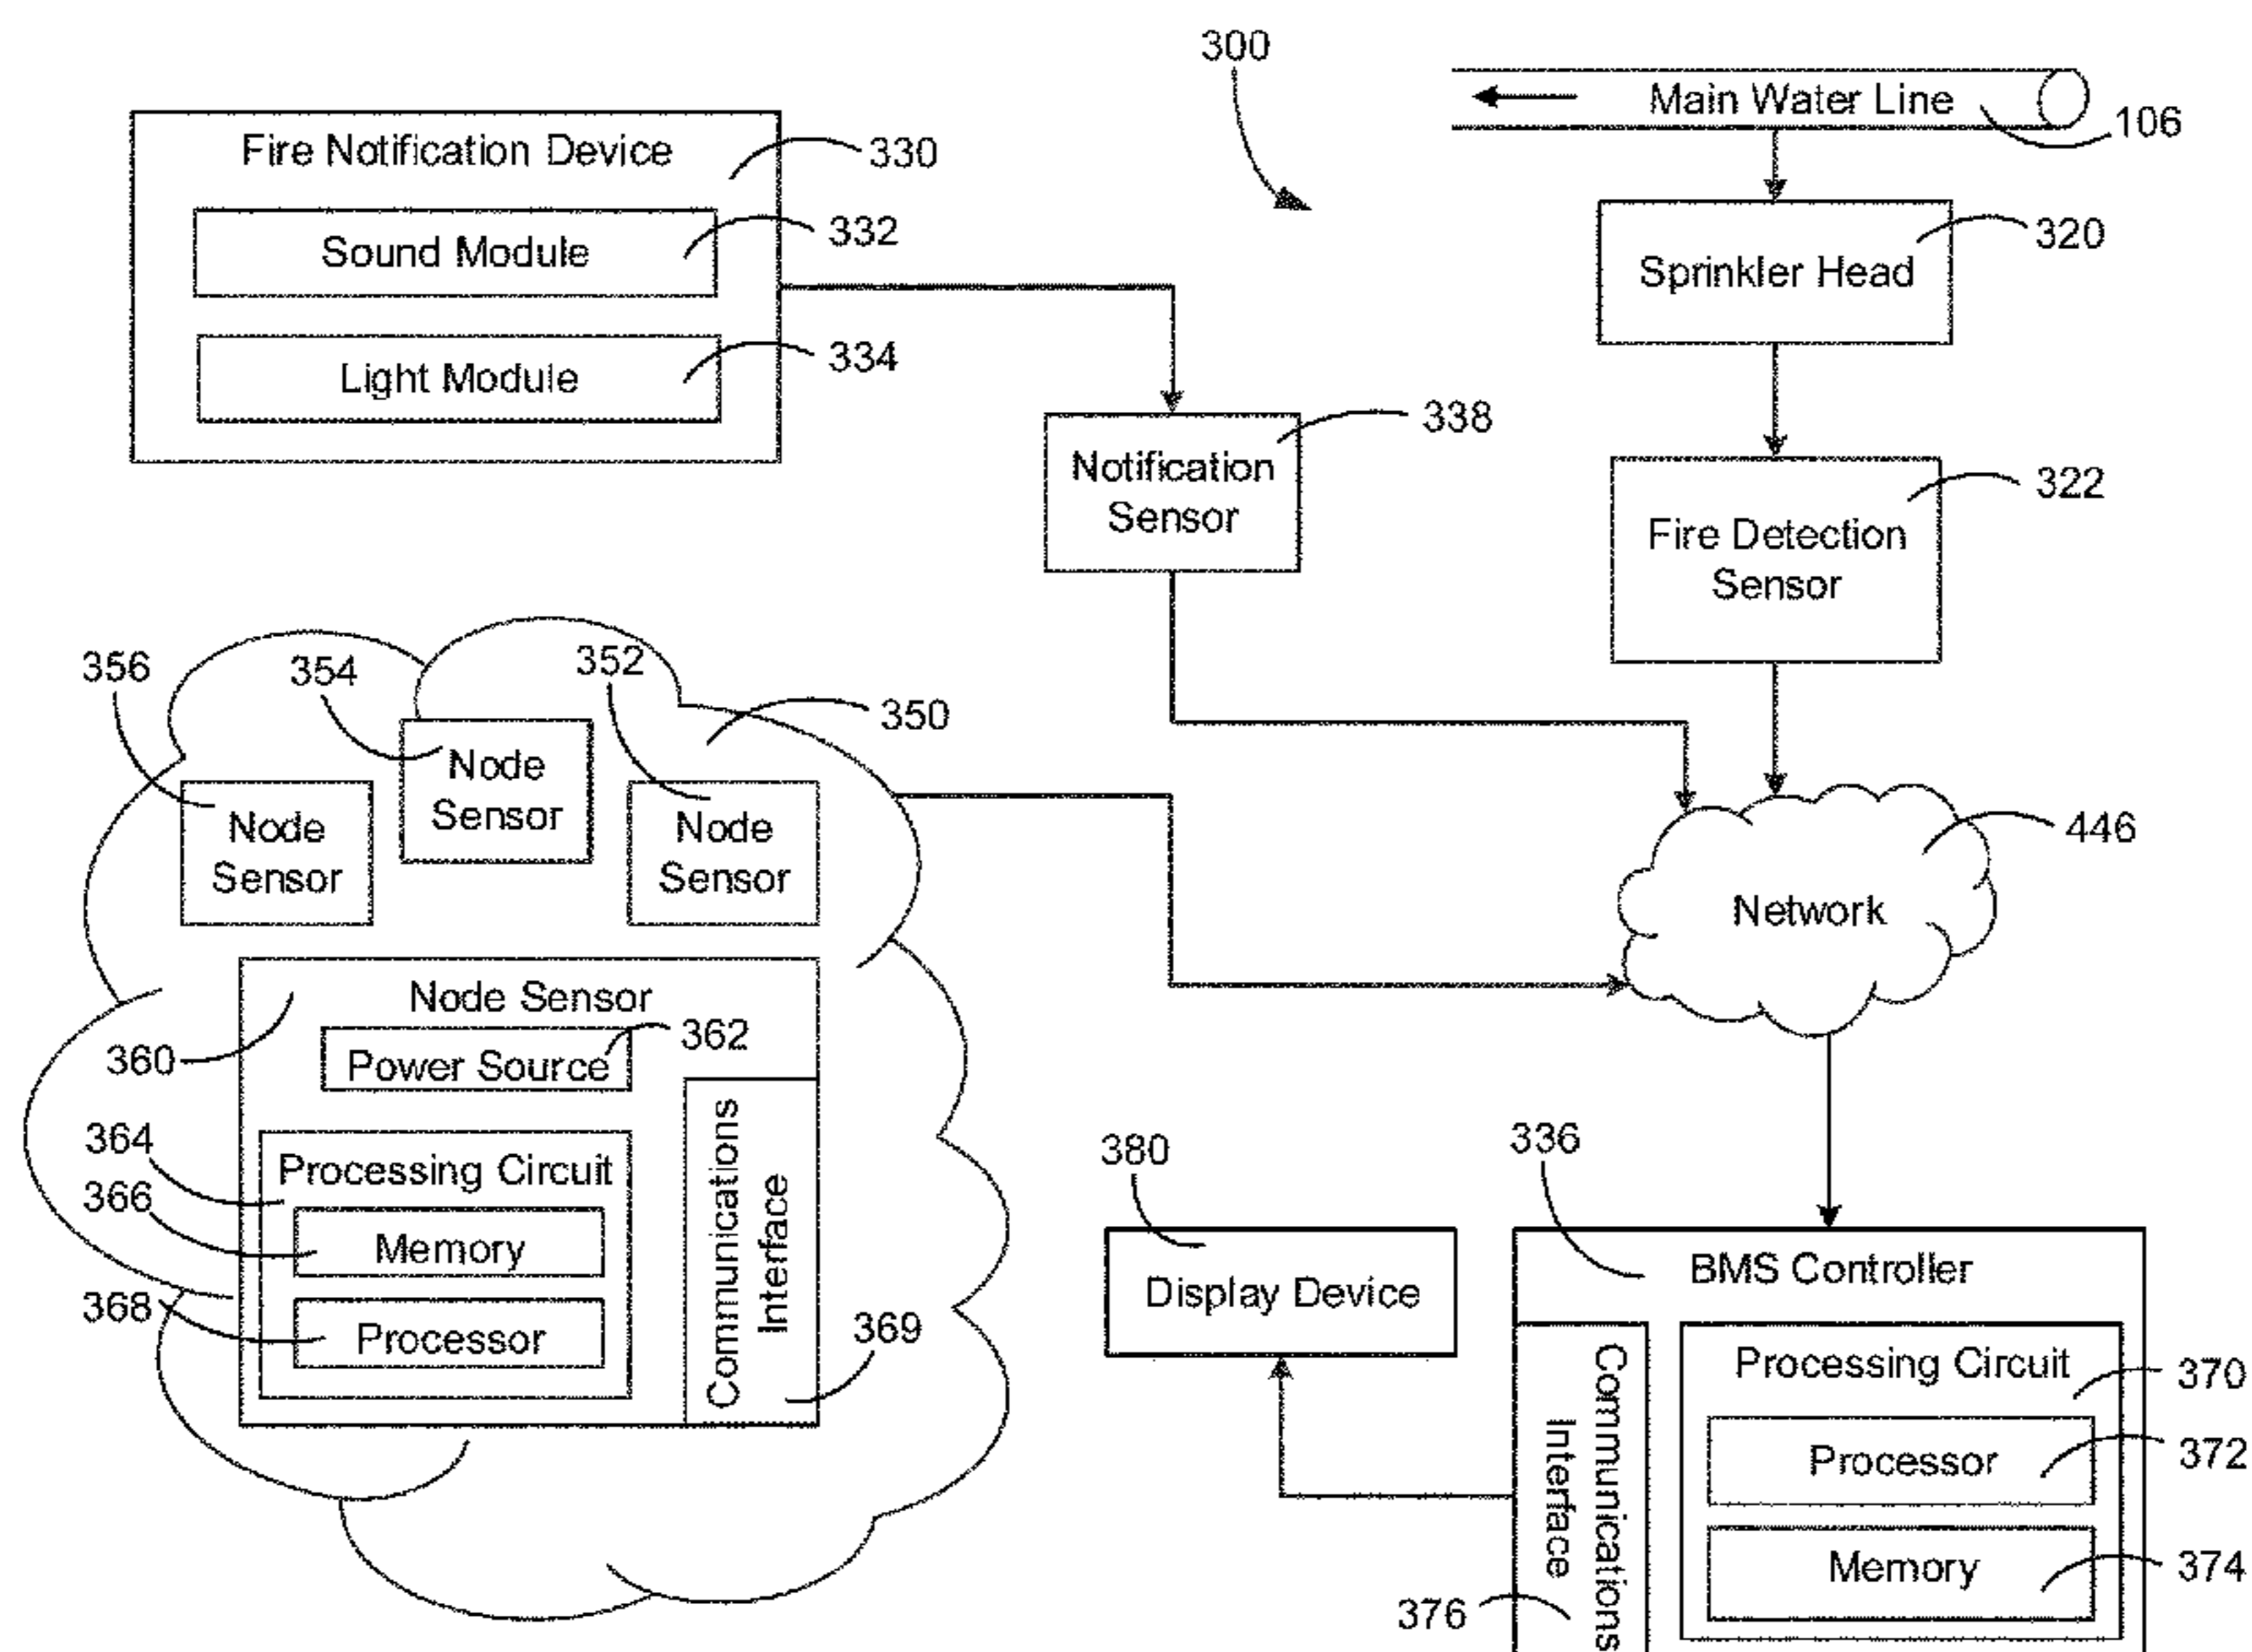 300
Main Water Line
106
Fire Notification Device
330
Sound Module
332
Light Module
334
Sprinkler Head
320
338
Notification
Sensor
322
Fire Detection
Sensor
356
354
352
350
Node
Sensor
Node
Sensor
Node
Sensor
446
Network
Node Sensor
360
Power Source
362
364
Processing Circuit
366
Memory
368
Processor
Communications
Interface
369
380
Display Device
336
BMS Controller
Communications
Interface
376
Processing Circuit
370
Processor
372
Memory
374